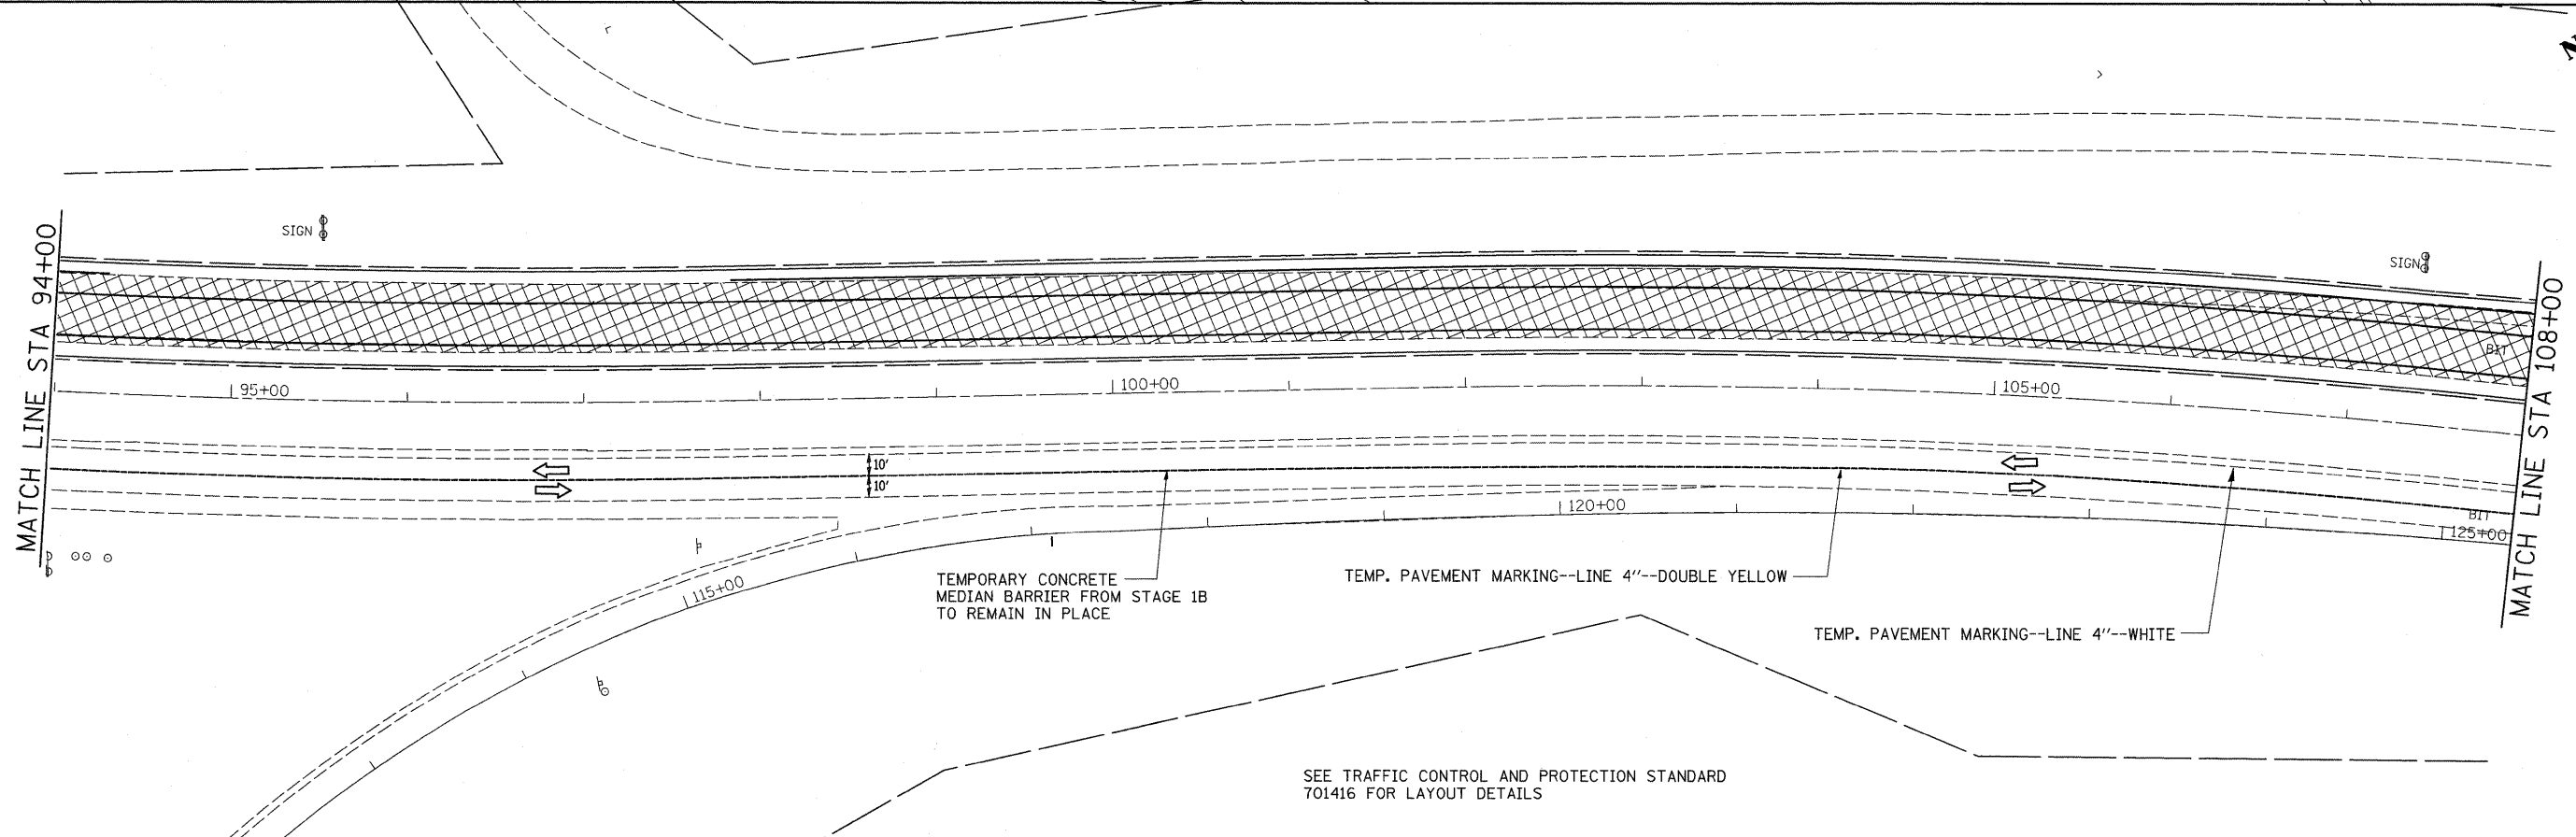 N
SIGN
SIGN
MATCH LINE STA 94+00
MATCH LINE STA 108+00
BIT
95+00
100+00
105+00
10'
10'
120+00
BIT
125+00
115+00
TEMPORARY CONCRETE
MEDIAN BARRIER FROM STAGE 1B
TO REMAIN IN PLACE
TEMP. PAVEMENT MARKING--LINE 4"--DOUBLE YELLOW
TEMP. PAVEMENT MARKING--LINE 4"--WHITE
SEE TRAFFIC CONTROL AND PROTECTION STANDARD
701416 FOR LAYOUT DETAILS